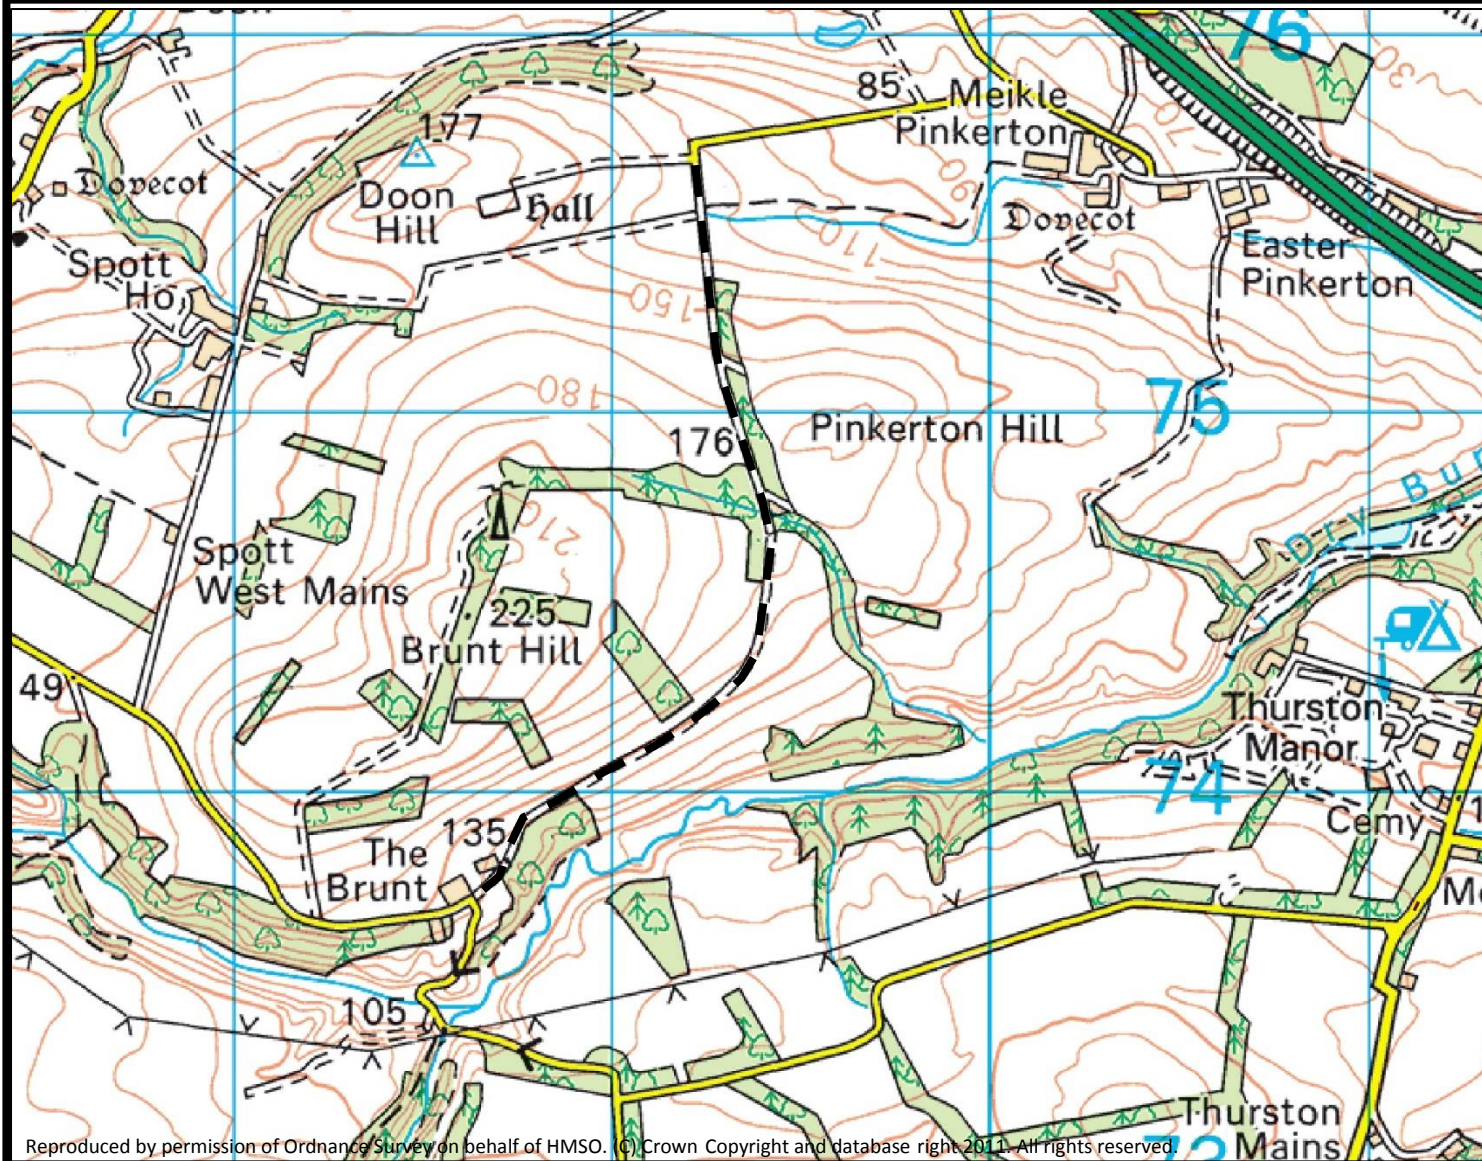 76
30
85
Meikle
Pinkerton
70
177
Dovecot
Doon
Hill
Hall
90
Dovecot
110
Spott
Ho
Easter
Pinkerton
150
180
75
176
Pinkerton Hill
Dry Bur
210
Spott
West Mains
225
Brunt Hill
49
Thurston
Manor
74
135
The
Brunt
Cemy
105
Thurston
Mains
Reproduced by permission of Ordnance Survey on behalf of HMSO. (C) Crown Copyright and database right 2011. All rights reserved.